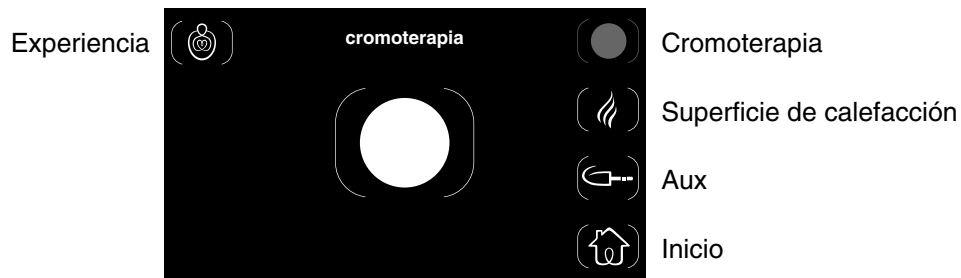 Experiencia
cromoterapia
Cromoterapia
Superficie de calefacción
Aux
Inicio